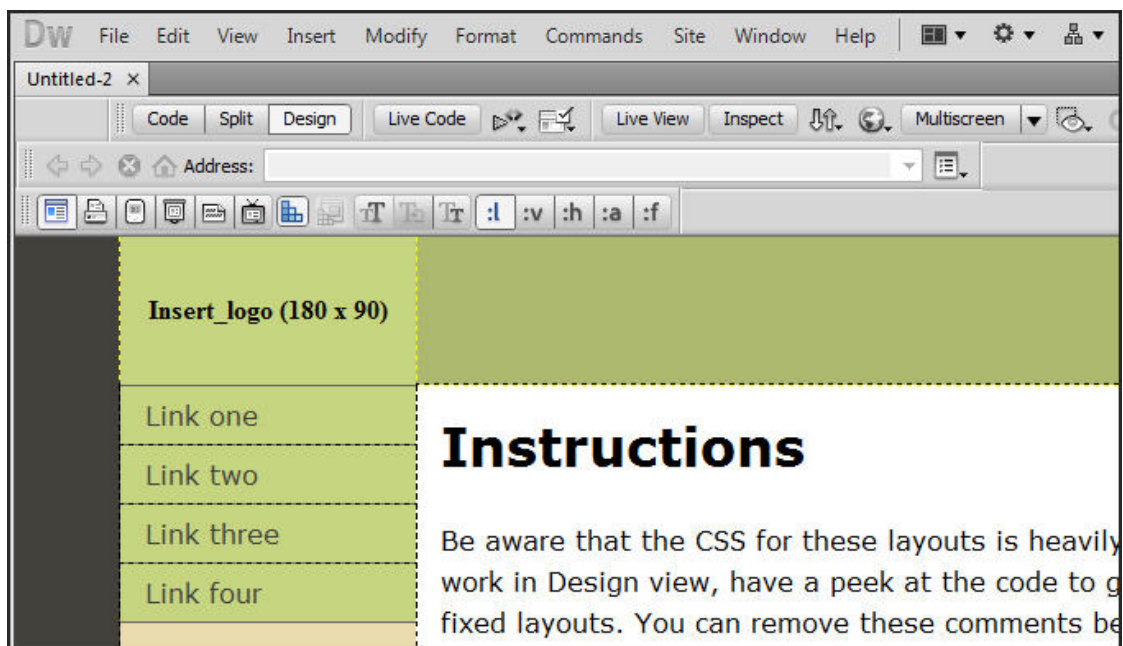 Dw File Edit View Insert Modify Format Commands Site Window Help
Untitled-2 ×
Code Split Design Live Code Live View Inspect Multiscreen
Address:
:l :v :h :a :f
Insert_logo (180 x 90)
Link one
Link two
Link three
Link four
Instructions
Be aware that the CSS for these layouts is heavily
work in Design view, have a peek at the code to g
fixed layouts. You can remove these comments be